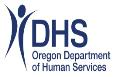 DHS
Oregon Department
of Human Services